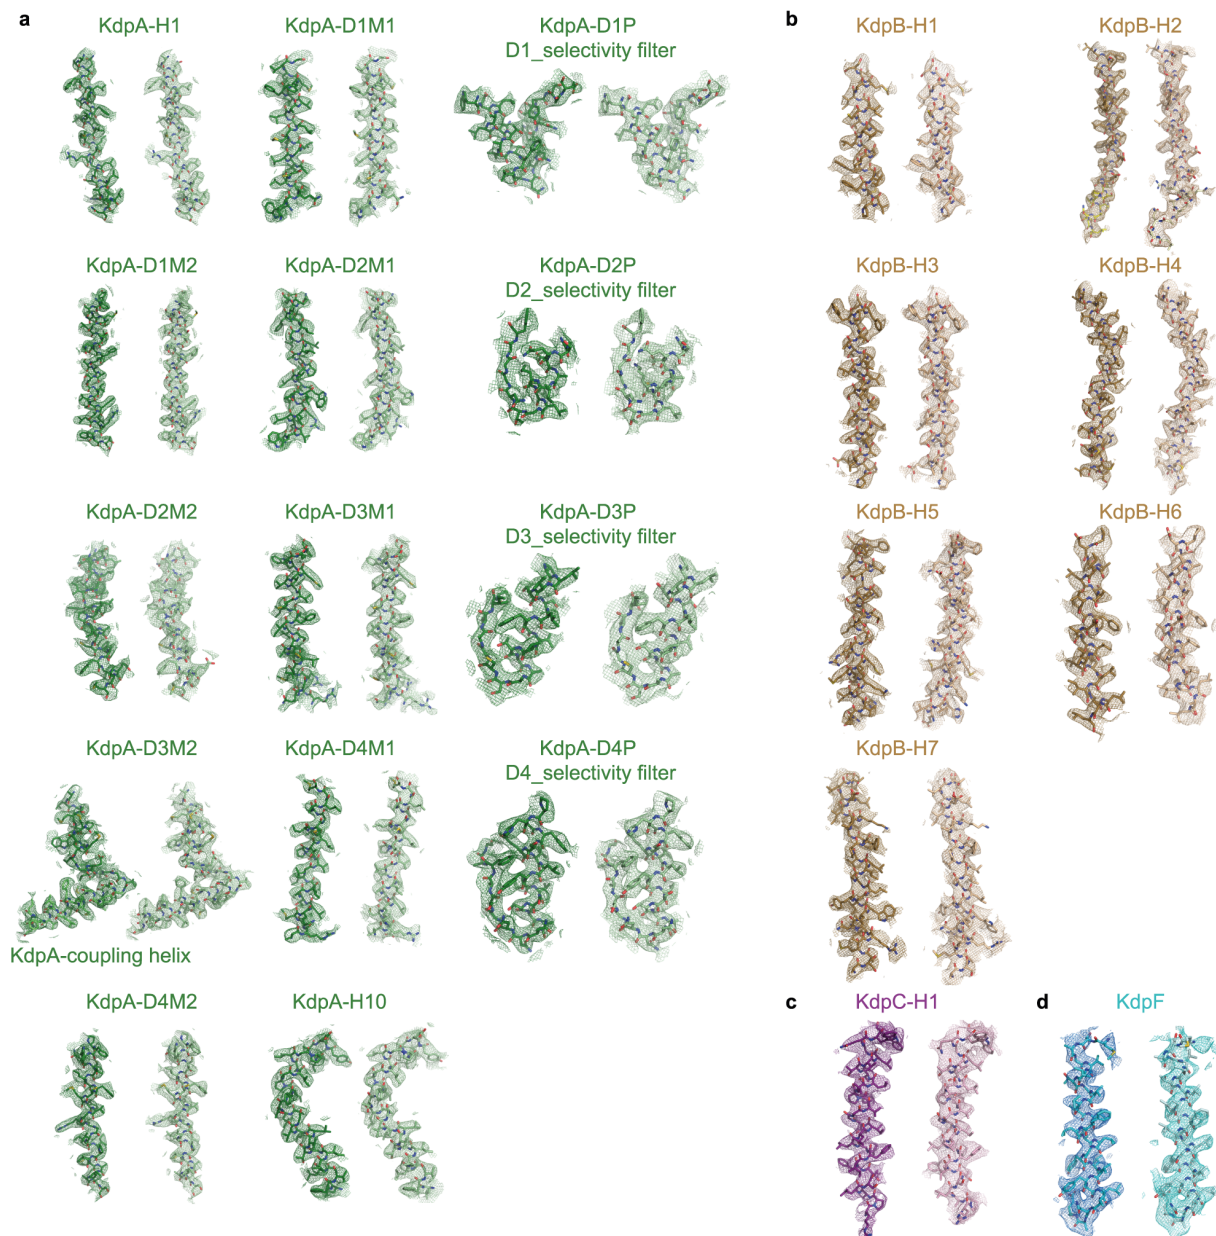 a
KdpA-H1
KdpA-D1M1
KdpA-D1P
D1_selectivity filter
KdpA-D1M2
KdpA-D2M1
KdpA-D2P
D2_selectivity filter
KdpA-D2M2
KdpA-D3M1
KdpA-D3P
D3_selectivity filter
KdpA-D3M2
KdpA-D4M1
KdpA-D4P
D4_selectivity filter
KdpA-coupling helix
KdpA-D4M2
KdpA-H10
b
KdpB-H1
KdpB-H2
KdpB-H3
KdpB-H4
KdpB-H5
KdpB-H6
KdpB-H7
c
KdpC-H1
d
KdpF